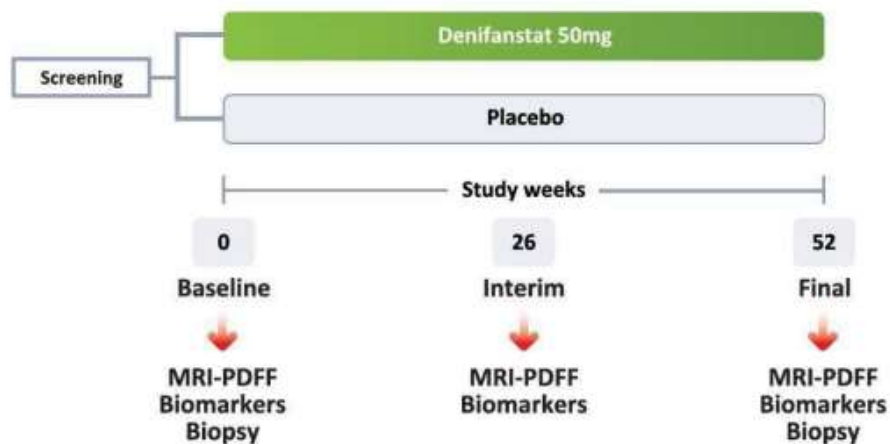 Denifanstat 50mg
Screening
Placebo
Study weeks
0
26
52
Baseline
Interim
Final
MRI-PDFF
Biomarkers
Biopsy
MRI-PDFF
Biomarkers
MRI-PDFF
Biomarkers
Biopsy